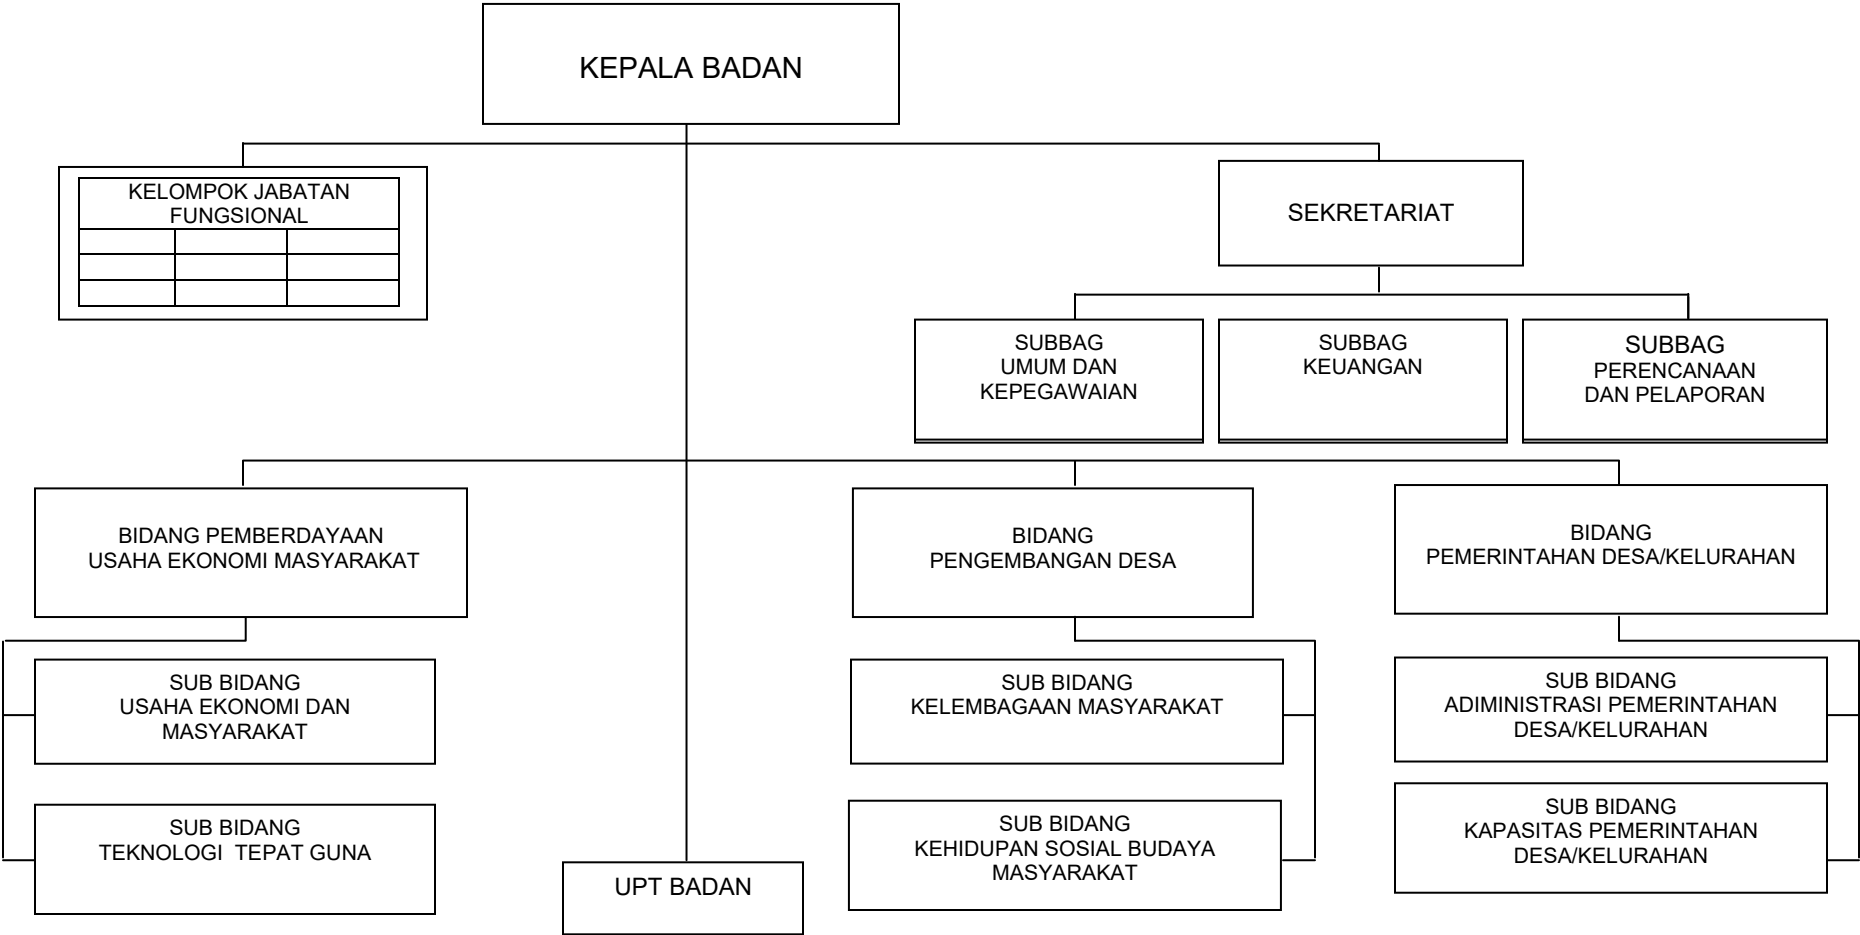 KEPALA BADAN
KELOMPOK JABATAN
FUNGSIONAL
SEKRETARIAT
SUBBAG
UMUM DAN
KEPEGAWAIAN
SUBBAG
KEUANGAN
SUBBAG
PERENCANAAN
DAN PELAPORAN
BIDANG PEMBERDAYAAN
USAHA EKONOMI MASYARAKAT
BIDANG
PENGEMBANGAN DESA
BIDANG
PEMERINTAHAN DESA/KELURAHAN
SUB BIDANG
USAHA EKONOMI DAN
MASYARAKAT
SUB BIDANG
KELEMBAGAAN MASYARAKAT
SUB BIDANG
ADIMINISTRASI PEMERINTAHAN
DESA/KELURAHAN
SUB BIDANG
TEKNOLOGI  TEPAT GUNA
UPT BADAN
SUB BIDANG
KEHIDUPAN SOSIAL BUDAYA
MASYARAKAT
SUB BIDANG
KAPASITAS PEMERINTAHAN
DESA/KELURAHAN